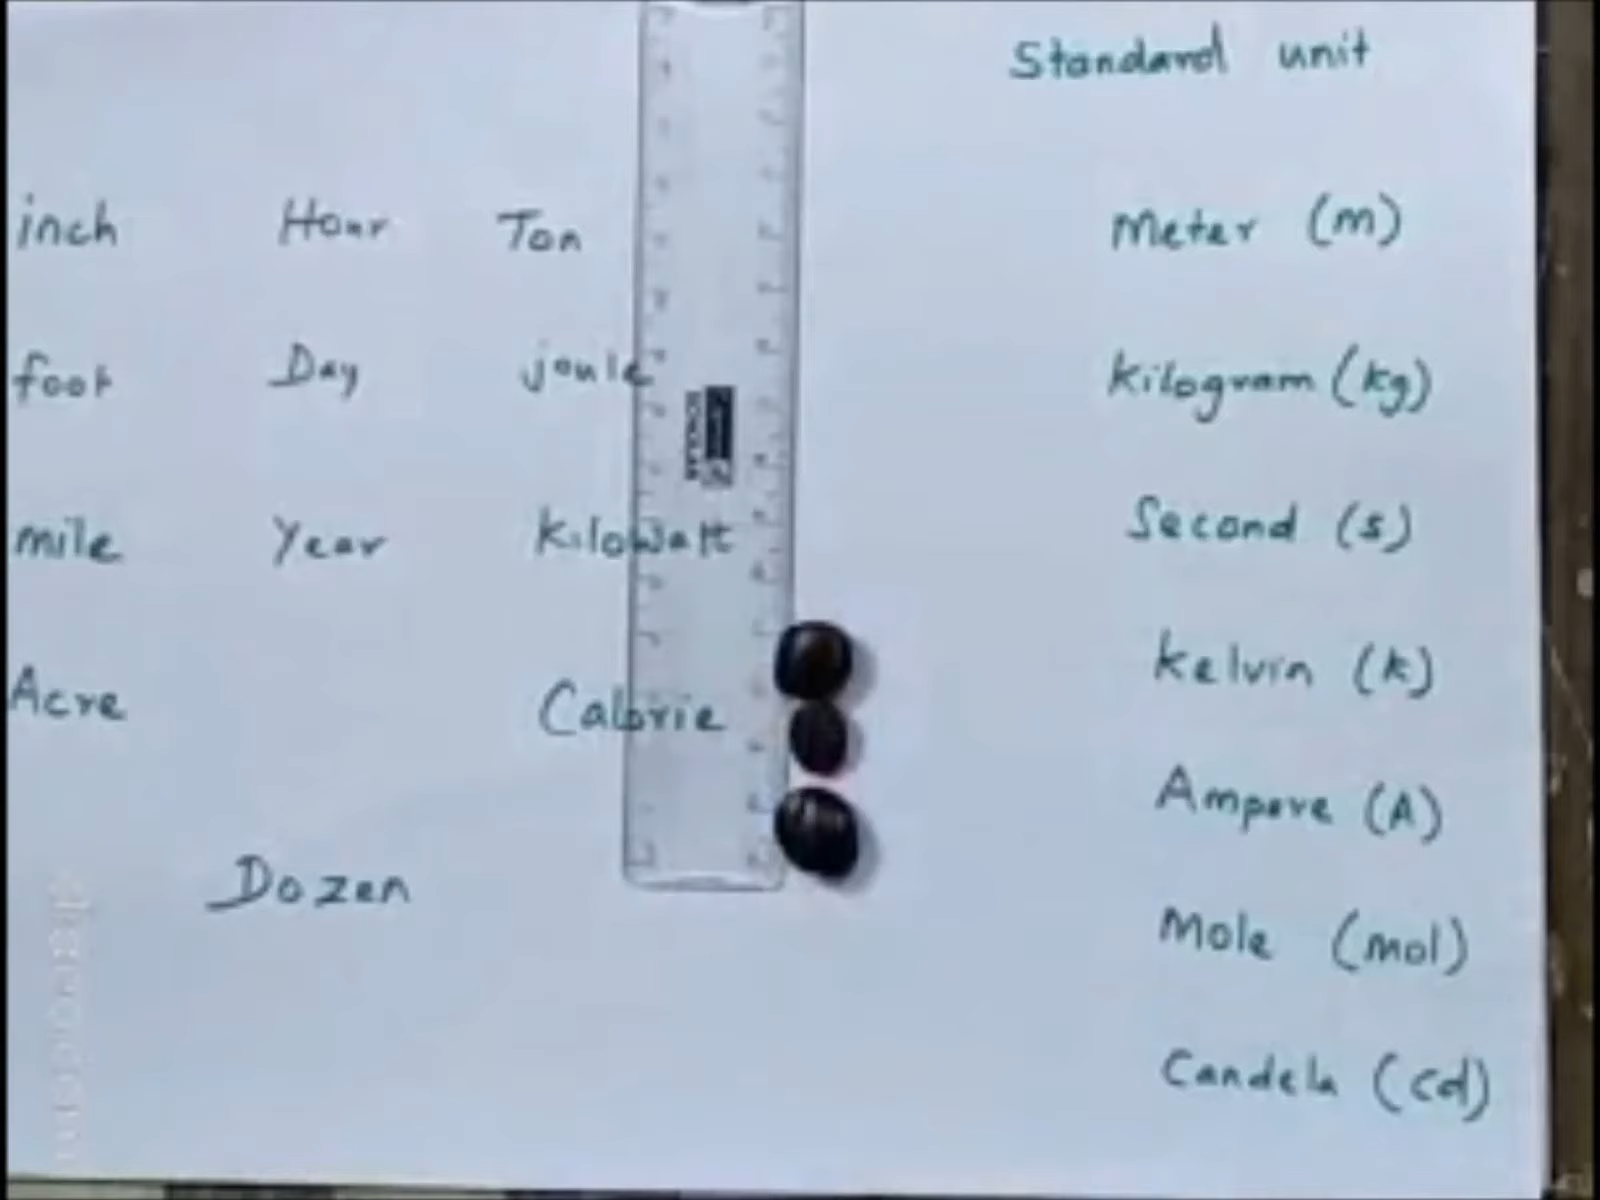 Standard unit
inch Hour Ton Meter (m)
foot Day joule kilogram (kg)
mile Year kilowatt Second (s)
Acre Calorie kelvin (k)
Ampere (A)
Dozen Mole (mol)
Candela (cd)